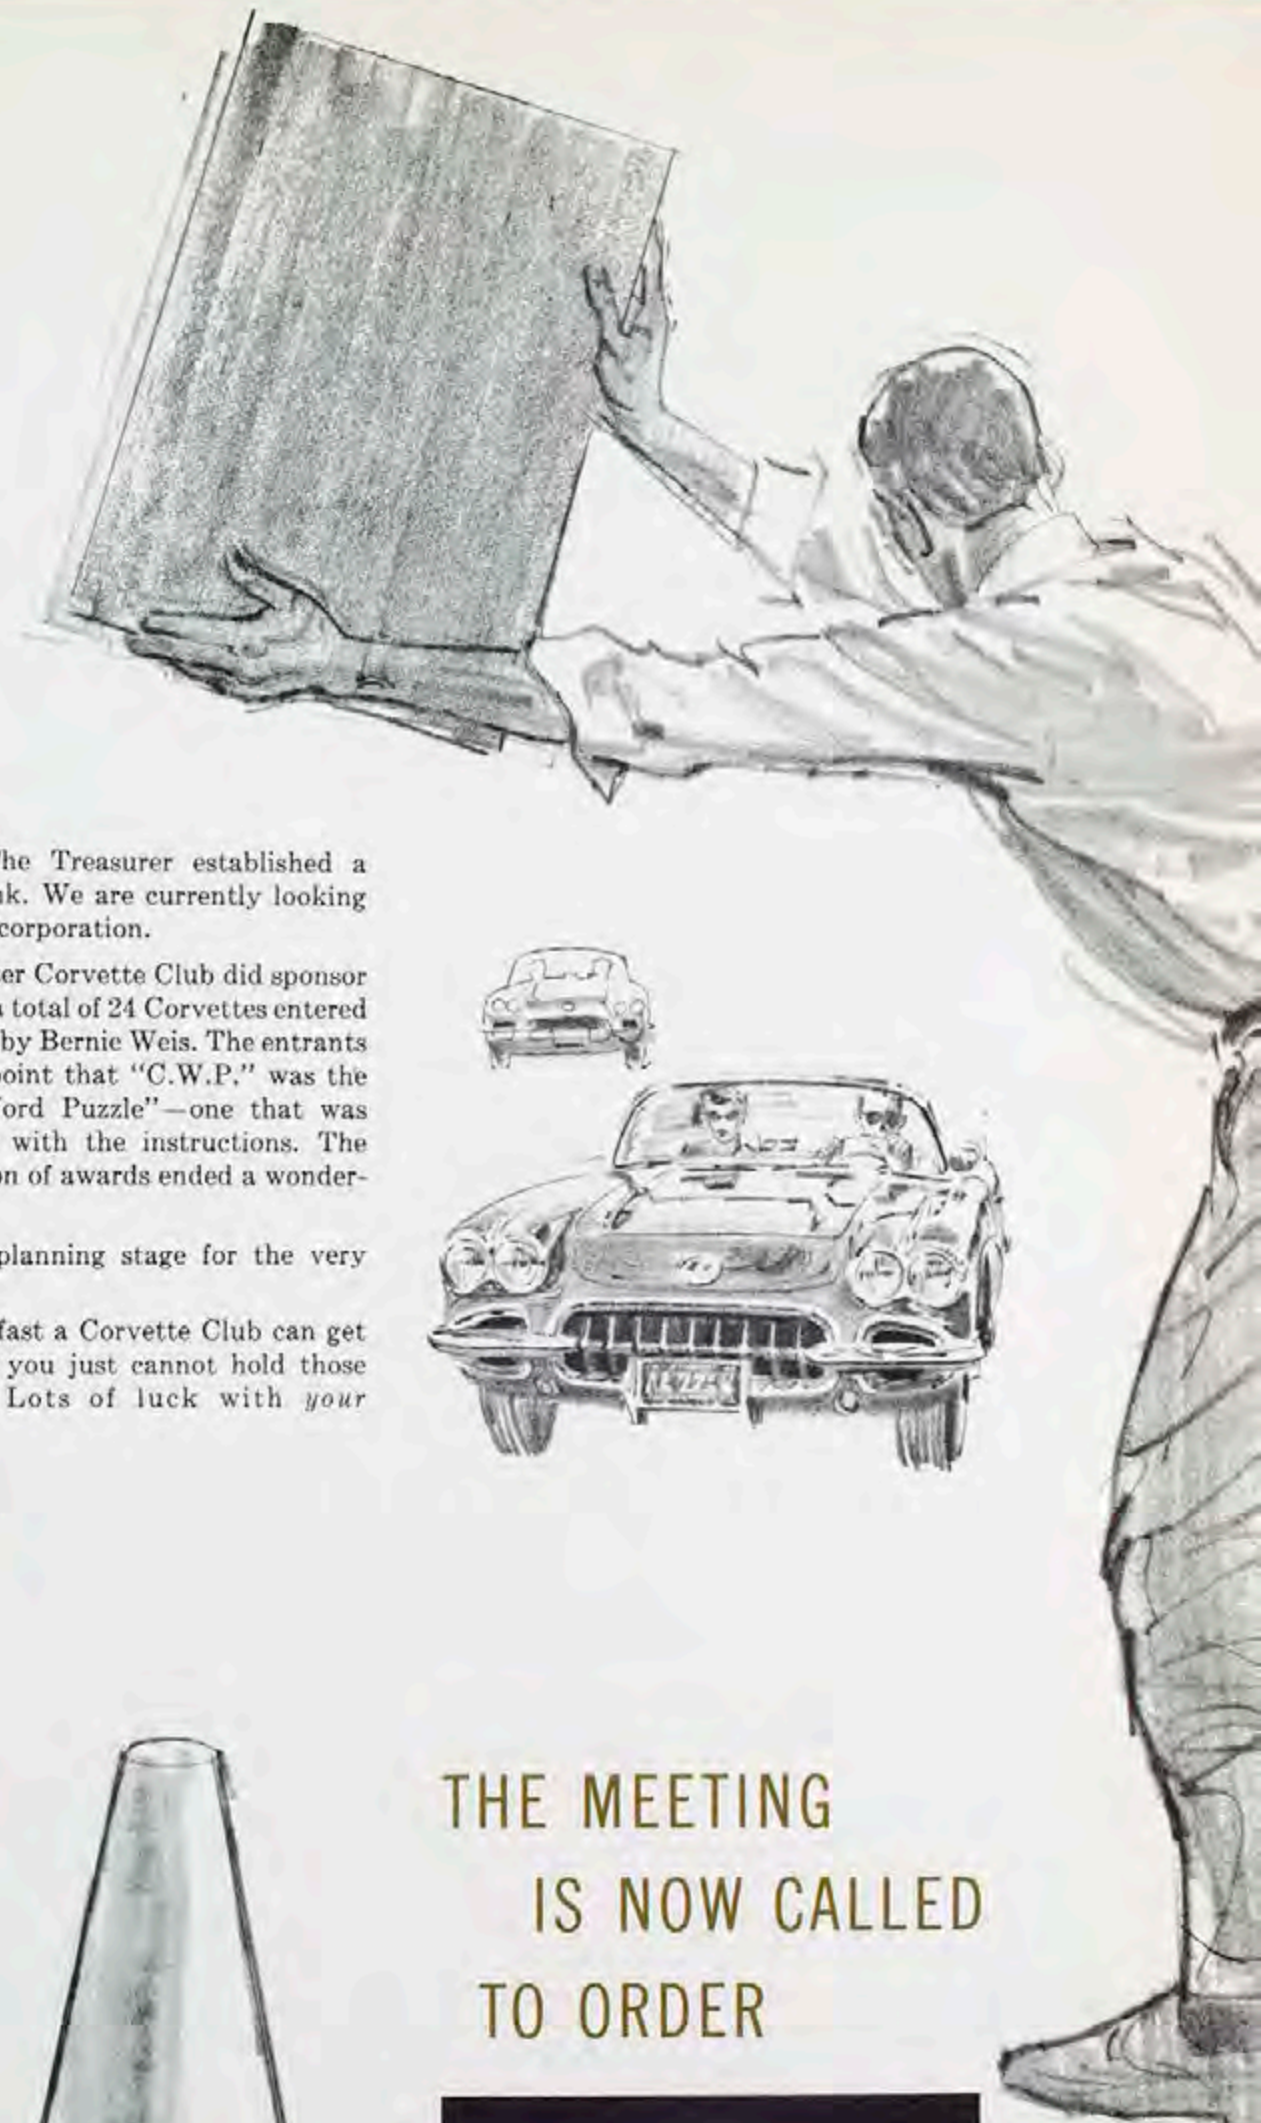 he Treasurer established a
nk. We are currently looking
corporation.
er Corvette Club did sponsor
a total of 24 Corvettes entered
by Bernie Weis. The entrants
point that “C.W.P.” was the
ord Puzzle”—one that was
with the instructions. The
on of awards ended a wonder-
planning stage for the very
fast a Corvette Club can get
you just cannot hold those
Lots of luck with your
THE MEETING
IS NOW CALLED
TO ORDER